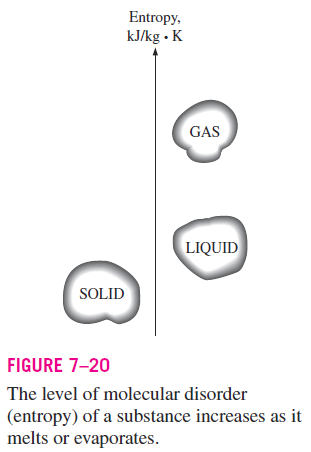 Entropy,
kJ/kg • K
GAS
LIQUID
SOLID
FIGURE 7–20
The level of molecular disorder
(entropy) of a substance increases as it
melts or evaporates.